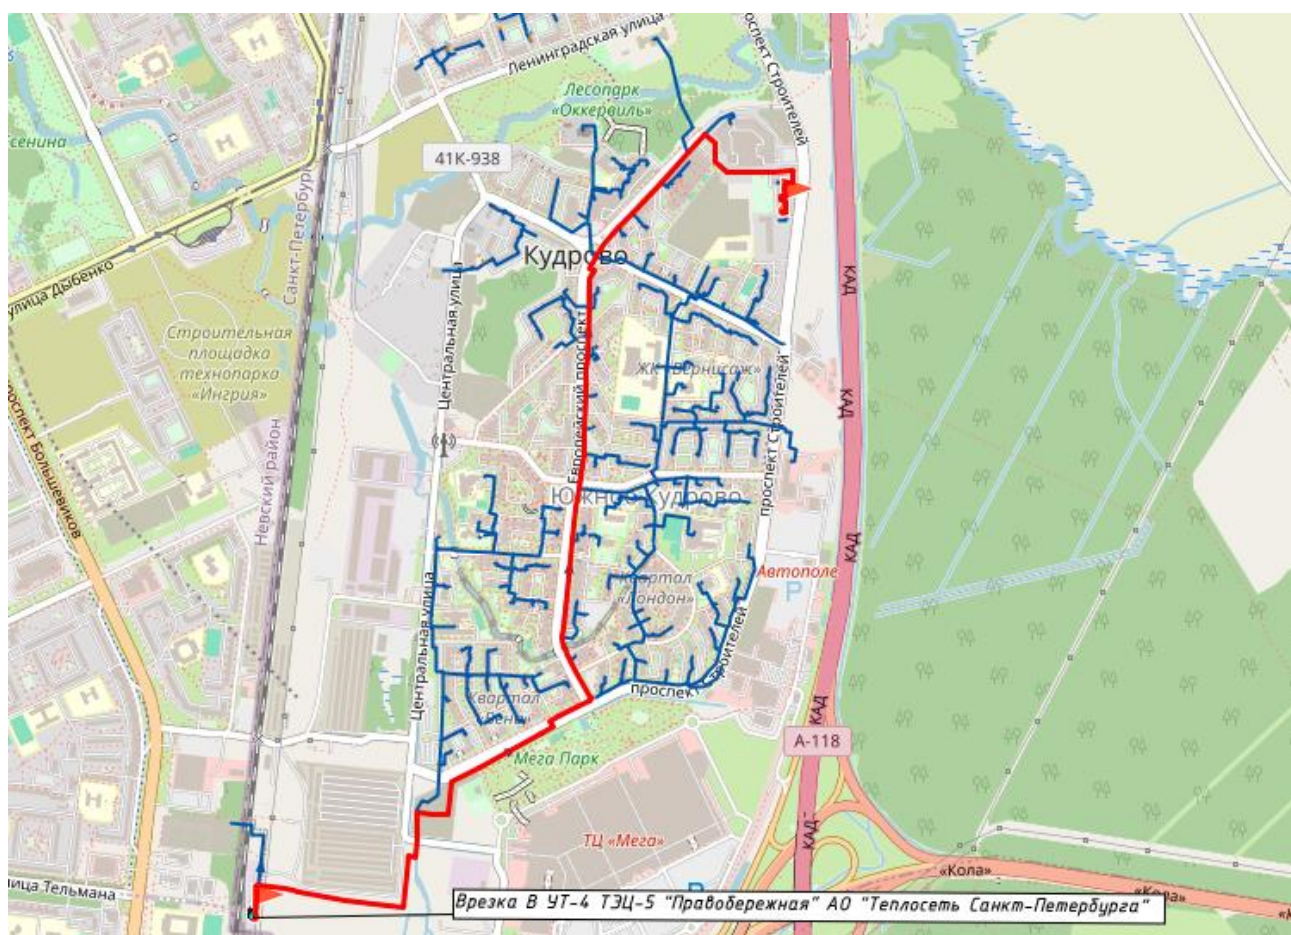 Ленинградская улица
проспект Строителей
Лесопарк
«Оккервиль»
41К-938
Санкт-Петербург
улица Дыбенко
Кудрово
КАД
Строительная
площадка
технопарка
«Ингрия»
Центральная улица
Европейский проспект
ЖК «Вернисаж»
проспект Строителей
КАД
проспект Большевиков
Невский район
Южное Кудрово
КАД
Автополе
P
Квартал
«Лондон»
Центральная улица
проспект Строителей
Квартал
Вена
КАД
А-118
Мега Парк
ТЦ «Мега»
КАД
«Кола»
«Кола»
P
Врезка В УТ-4 ТЭЦ-5 "Правобережная" АО "Теплосеть Санкт-Петербурга"